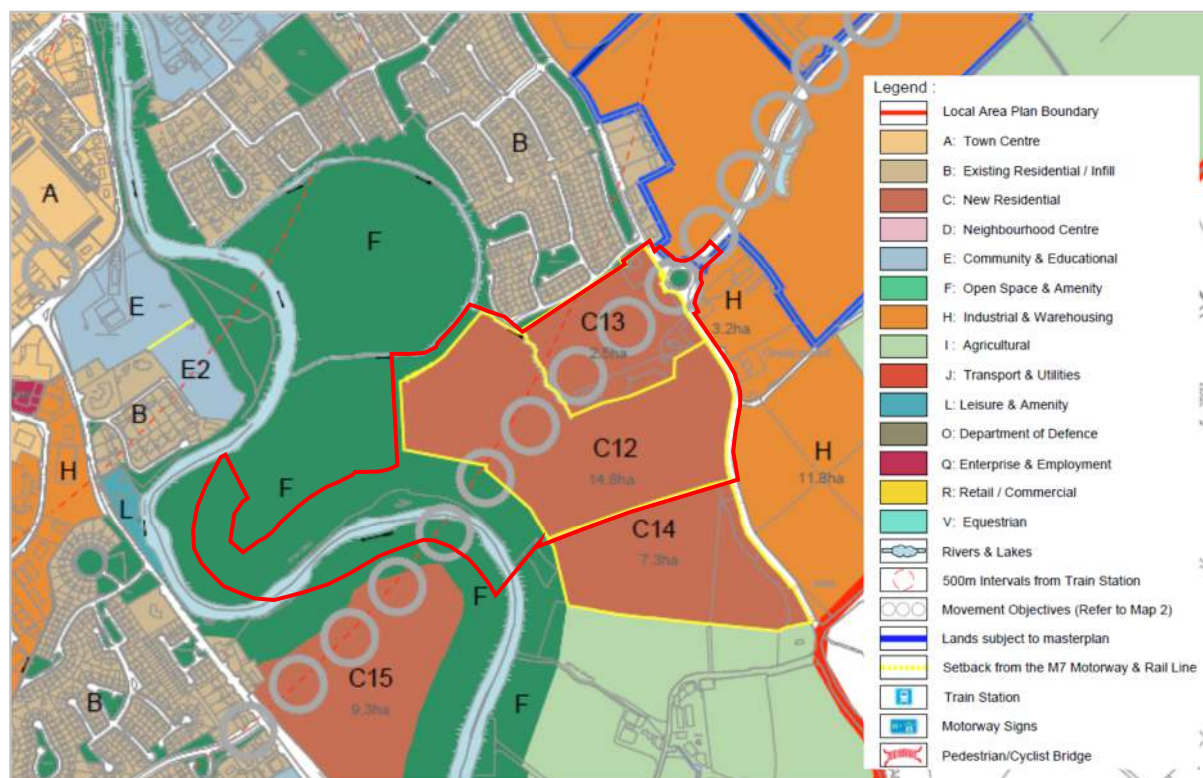 B
A
F
E
C13
2.5ha
H
3.2ha
E2
B
C12
14.8ha
H
11.8ha
H
F
L
C14
7.3ha
F
C15
9.3ha
B
F
Legend :
Local Area Plan Boundary
A: Town Centre
B: Existing Residential / Infill
C: New Residential
D: Neighbourhood Centre
E: Community & Educational
F: Open Space & Amenity
H: Industrial & Warehousing
I : Agricultural
J: Transport & Utilities
L: Leisure & Amenity
O: Department of Defence
Q: Enterprise & Employment
R: Retail / Commercial
V: Equestrian
Rivers & Lakes
500m Intervals from Train Station
Movement Objectives (Refer to Map 2)
Lands subject to masterplan
Setback from the M7 Motorway & Rail Line
Train Station
Motorway Signs
Pedestrian/Cyclist Bridge